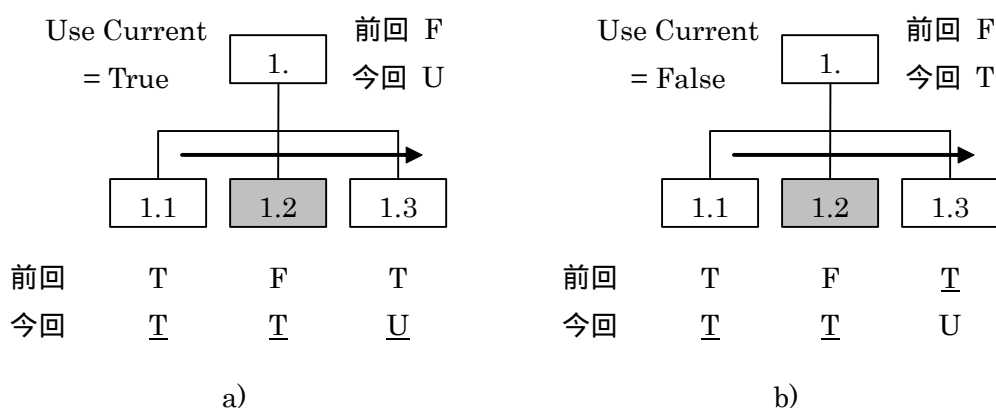 Use Current
= True
1.
前回 F
今回 U
1.1 1.2 1.3
前回 T F T
今回 T T U
a)
Use Current
= False
1.
前回 F
今回 T
1.1 1.2 1.3
前回 T F T
今回 T T U
b)